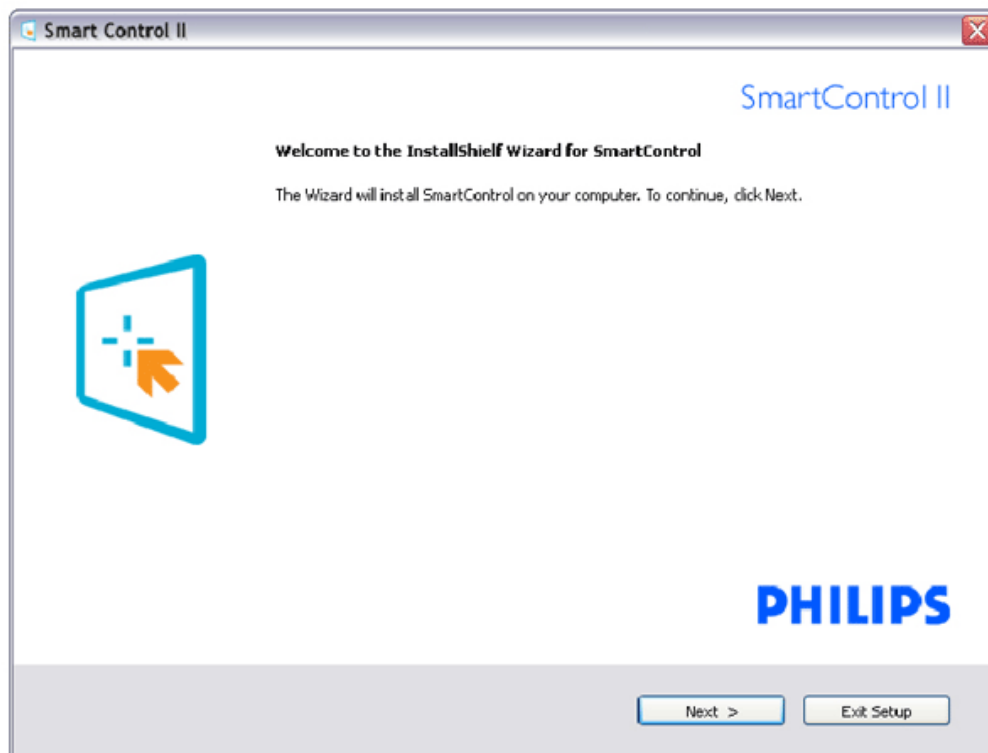 Smart Control II
SmartControl II
Welcome to the InstallShield Wizard for SmartControl
The Wizard will install SmartControl on your computer. To continue, click Next.
PHILIPS
Next >
Exit Setup